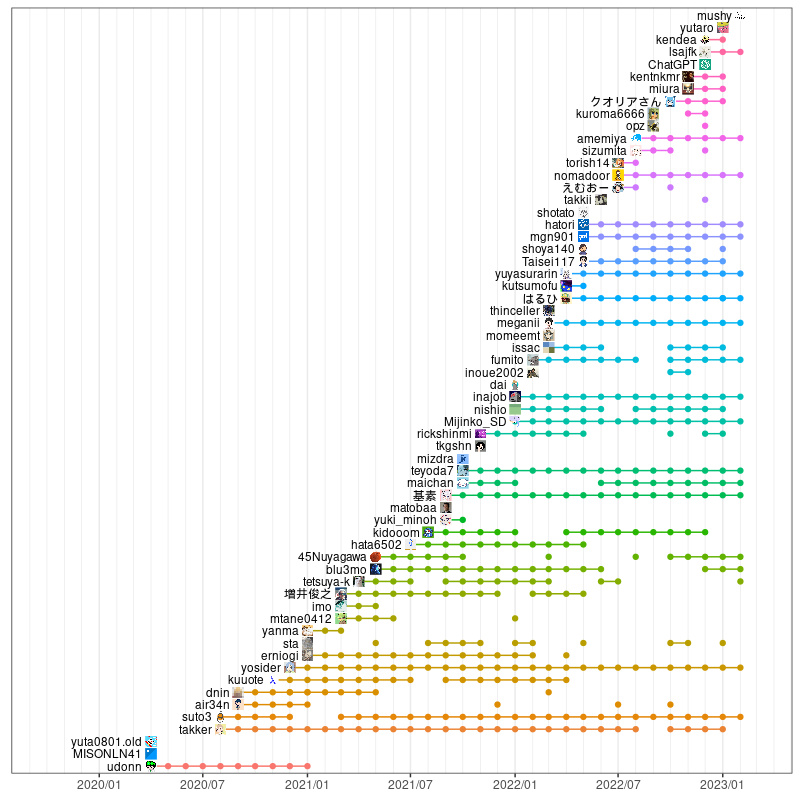 mushy
yutaro
kendea
lsajfk
ChatGPT
kentnkmr
miura
クオリアさん
kuroma6666
opz
amemiya
sizumita
torish14
nomadoor
えむおー
takkii
shotato
hatori
mgn901
shoya140
Taisei117
yuyasurarin
kutsumofu
はるひ
thinceller
meganii
momeemt
issac
fumito
inoue2002
dai
inajob
nishio
Mijinko_SD
rickshinmi
tkgshn
mizdra
teyoda7
maichan
基素
matobaa
yuki_minoh
kidooom
hata6502
45Nuyagawa
blu3mo
tetsuya-k
増井俊之
imo
mtane0412
yanma
sta
erniogi
yosider
kuuote
dnin
air34n
suto3
takker
yuta0801.old
MISONLN41
udonn
2020/01 2020/07 2021/01 2021/07 2022/01 2022/07 2023/01